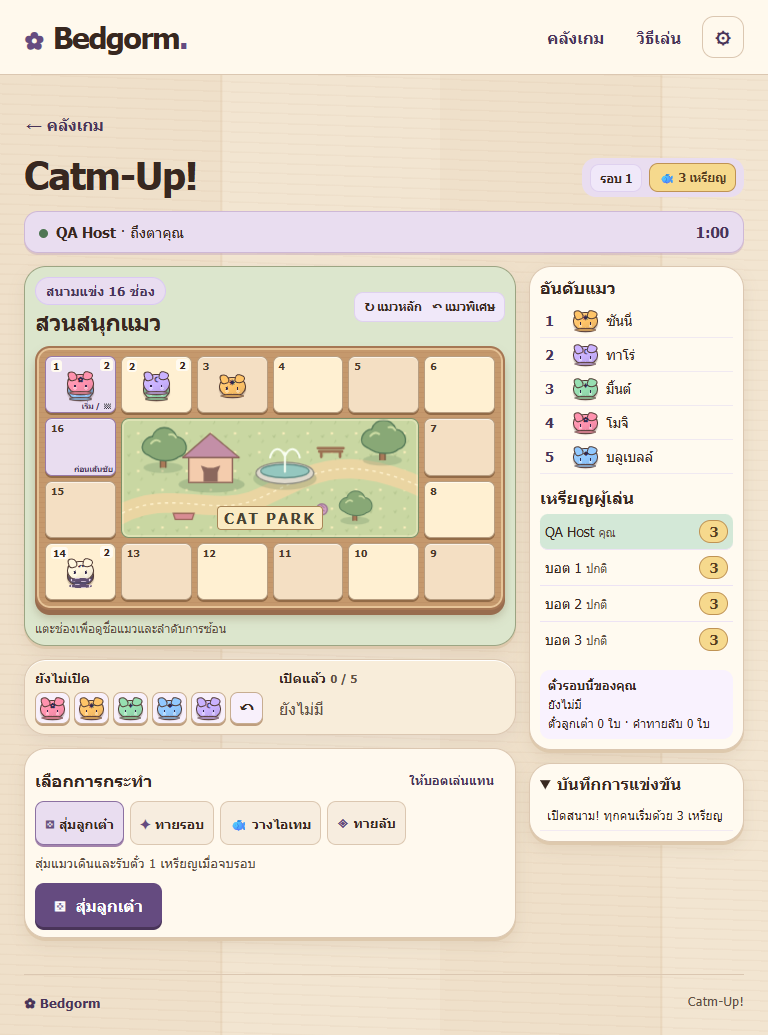 Bedgorm.
คลังเกม
วิธีเล่น
← คลังเกม
Catm-Up!
รอบ 1
3 เหรียญ
QA Host · ถึงตาคุณ
1:00
สนามแข่ง 16 ช่อง
สวนสนุกแมว
↻ แมวหลัก ↶ แมวพิเศษ
1 2
เริ่ม /
2 2
3
4
5
6
16
ก่อนเส้นชัย
7
15
8
CAT PARK
14 2
13
12
11
10
9
แตะช่องเพื่อดูชื่อแมวและลำดับการซ้อน
ยังไม่เปิด
เปิดแล้ว 0 / 5
ยังไม่มี
เลือกการกระทำ
ให้บอตเล่นแทน
สุ่มลูกเต๋า
ทายรอบ
วางไอเทม
ทายลับ
สุ่มแมวเดินและรับตั๋ว 1 เหรียญเมื่อจบรอบ
สุ่มลูกเต๋า
อันดับแมว
1 ซันนี่
2 ทาโร่
3 มิ้นต์
4 โมจิ
5 บลูเบลล์
เหรียญผู้เล่น
QA Host คุณ 3
บอต 1 ปกติ 3
บอต 2 ปกติ 3
บอต 3 ปกติ 3
ตั๋วรอบนี้ของคุณ
ยังไม่มี
ตั๋วลูกเต๋า 0 ใบ · คำทายลับ 0 ใบ
▼ บันทึกการแข่งขัน
เปิดสนาม! ทุกคนเริ่มด้วย 3 เหรียญ
Bedgorm
Catm-Up!